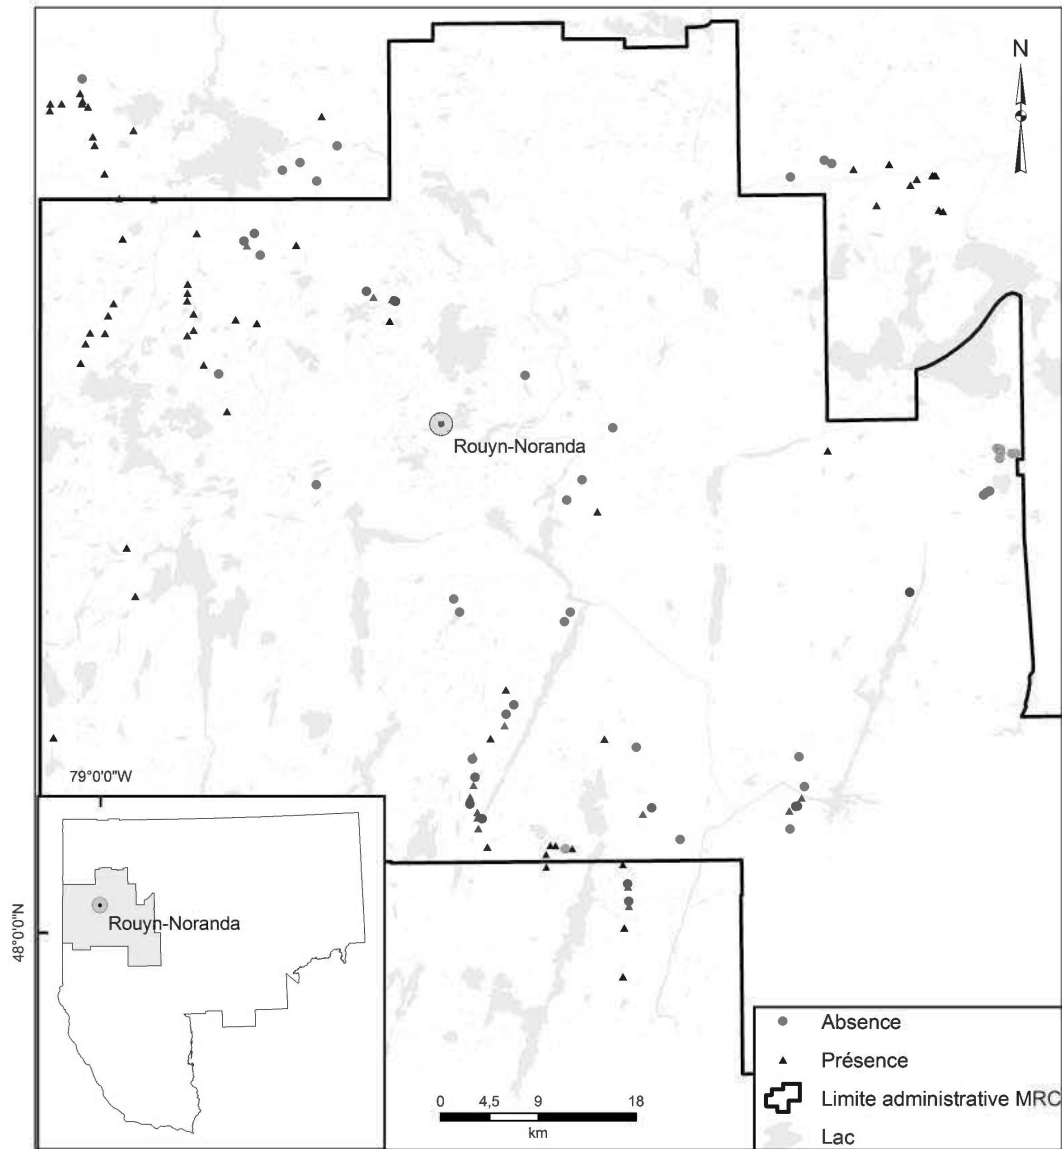 N
Rouyn-Noranda
79°0'0"W
48°0'0"N
Rouyn-Noranda
0 4,5 9 18
km
Absence
Présence
Limite administrative MRC
Lac